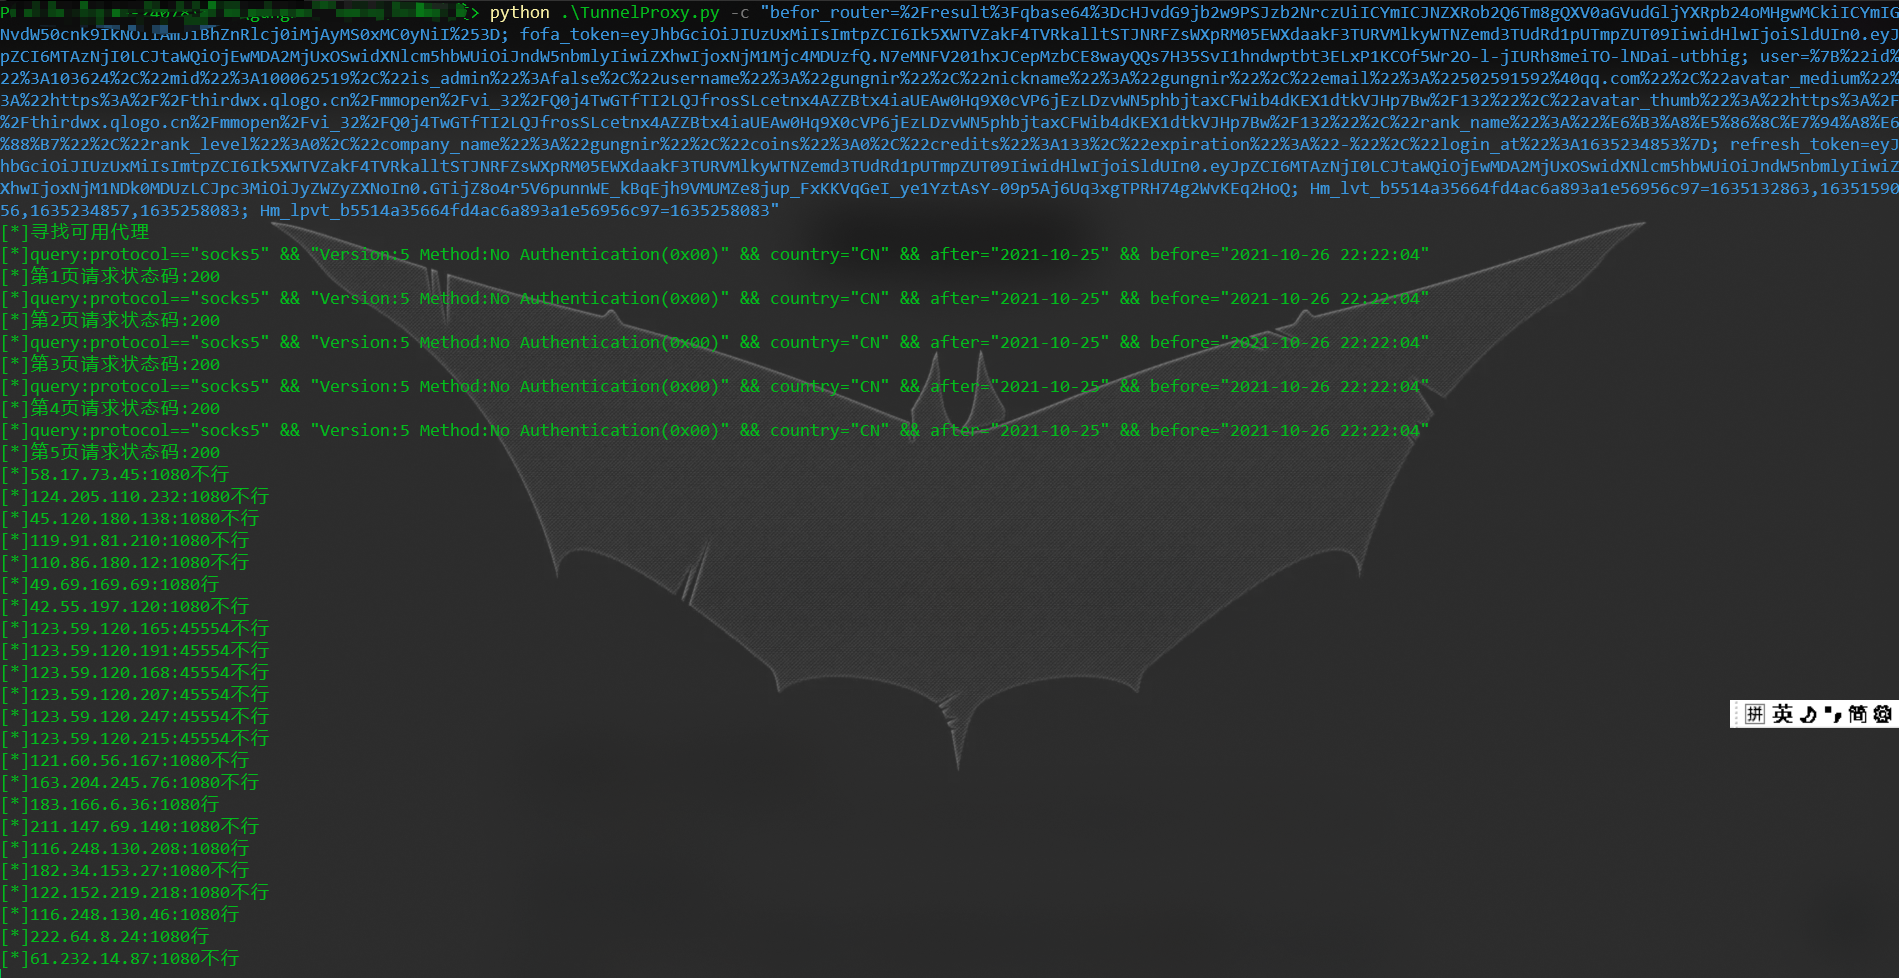 > python .\TunnelProxy.py -c "befor_router=%2Fresult%3Fqbase64%3DcHJvdG9jb2w9PSJzb2NrczUiICYmICJNZXRob2Q6Tm8gQXV0aGVudGljYXRpb24oMHgwMCkiICYmIG
NvdW50cnk9IkNOIiAmJiBhZnRlcj0iMjAyMS0xMC0yNiI%253D; fofa_token=eyJhbGciOiJIUzUxMiIsImtpZCI6Ik5XWTVZakF4TVRkalltSTJNRFZsWXpRM05EWXdaakF3TURVMlkyWTNZemd3TUdRd1pUTmpZUT09IiwidHlwIjoiSldUIn0.eyJ
pZCI6MTAzNjI0LCJtaWQiOjEwMDA2MjUxOSwidXNlcm5hbWUiOiJndW5nbmlyIiwiZXhwIjoxNjM1Mjc4MDUzfQ.N7eMNFV201hxJCepMzbCE8wayQQs7H35SvI1hndwptbt3ELxP1KCOf5Wr2O-l-jIURh8meiTO-lNDai-utbhig; user=%7B%22id%
22%3A103624%2C%22mid%22%3A100062519%2C%22is_admin%22%3Afalse%2C%22username%22%3A%22gungnir%22%2C%22nickname%22%3A%22gungnir%22%2C%22email%22%3A%22502591592%40qq.com%22%2C%22avatar_medium%22%
3A%22https%3A%2F%2Fthirdwx.qlogo.cn%2Fmmopen%2Fvi_32%2FQ0j4TwGTfTI2LQJfrosSLcetnx4AZZBtx4iaUEAw0Hq9X0cVP6jEzLDzvWN5phbjtaxCFWib4dKEX1dtkVJHp7Bw%2F132%22%2C%22avatar_thumb%22%3A%22https%3A%2F
%2Fthirdwx.qlogo.cn%2Fmmopen%2Fvi_32%2FQ0j4TwGTfTI2LQJfrosSLcetnx4AZZBtx4iaUEAw0Hq9X0cVP6jEzLDzvWN5phbjtaxCFWib4dKEX1dtkVJHp7Bw%2F132%22%2C%22rank_name%22%3A%22%E6%B3%A8%E5%86%8C%E7%94%A8%E6
%88%B7%22%2C%22rank_level%22%3A0%2C%22company_name%22%3A%22gungnir%22%2C%22coins%22%3A0%2C%22credits%22%3A133%2C%22expiration%22%3A%22-%22%2C%22login_at%22%3A1635234853%7D; refresh_token=eyJ
hbGciOiJIUzUxMiIsImtpZCI6Ik5XWTVZakF4TVRkalltSTJNRFZsWXpRM05EWXdaakF3TURVMlkyWTNZemd3TUdRd1pUTmpZUT09IiwidHlwIjoiSldUIn0.eyJpZCI6MTAzNjI0LCJtaWQiOjEwMDA2MjUxOSwidXNlcm5hbWUiOiJndW5nbmlyIiwiZ
XhwIjoxNjM1NDk0MDUzLCJpc3MiOiJyZWZyZXNoIn0.GTijZ8o4r5V6punnWE_kBqEjh9VMUMZe8jup_FxKKVqGeI_ye1YztAsY-09p5Aj6Uq3xgTPRH74g2WvKEq2HoQ; Hm_lvt_b5514a35664fd4ac6a893a1e56956c97=1635132863,16351590
56,1635234857,1635258083; Hm_lpvt_b5514a35664fd4ac6a893a1e56956c97=1635258083"
[*]寻找可用代理
[*]query:protocol=="socks5" && "Version:5 Method:No Authentication(0x00)" && country="CN" && after="2021-10-25" && before="2021-10-26 22:22:04"
[*]第1页请求状态码:200
[*]query:protocol=="socks5" && "Version:5 Method:No Authentication(0x00)" && country="CN" && after="2021-10-25" && before="2021-10-26 22:22:04"
[*]第2页请求状态码:200
[*]query:protocol=="socks5" && "Version:5 Method:No Authentication(0x00)" && country="CN" && after="2021-10-25" && before="2021-10-26 22:22:04"
[*]第3页请求状态码:200
[*]query:protocol=="socks5" && "Version:5 Method:No Authentication(0x00)" && country="CN" && after="2021-10-25" && before="2021-10-26 22:22:04"
[*]第4页请求状态码:200
[*]query:protocol=="socks5" && "Version:5 Method:No Authentication(0x00)" && country="CN" && after="2021-10-25" && before="2021-10-26 22:22:04"
[*]第5页请求状态码:200
[*]58.17.73.45:1080不行
[*]124.205.110.232:1080不行
[*]45.120.180.138:1080不行
[*]119.91.81.210:1080不行
[*]110.86.180.12:1080不行
[*]49.69.169.69:1080行
[*]42.55.197.120:1080不行
[*]123.59.120.165:45554不行
[*]123.59.120.191:45554不行
[*]123.59.120.168:45554不行
[*]123.59.120.207:45554不行
[*]123.59.120.247:45554不行
[*]123.59.120.215:45554不行
[*]121.60.56.167:1080不行
[*]163.204.245.76:1080不行
[*]183.166.6.36:1080行
[*]211.147.69.140:1080不行
[*]116.248.130.208:1080行
[*]182.34.153.27:1080不行
[*]122.152.219.218:1080不行
[*]116.248.130.46:1080行
[*]222.64.8.24:1080行
[*]61.232.14.87:1080不行
拼 英 简